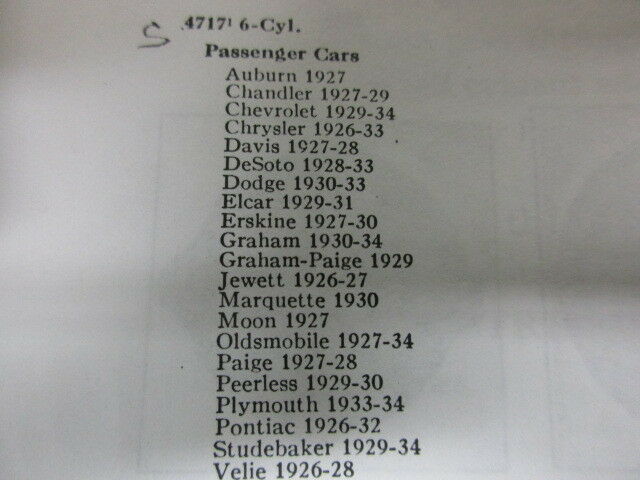 S 4717 6-Cyl.
Passenger Cars
Auburn 1927
Chandler 1927-29
Chevrolet 1929-34
Chrysler 1926-33
Davis 1927-28
DeSoto 1928-33
Dodge 1930-33
Elcar 1929-31
Erskine 1927-30
Graham 1930-34
Graham-Paige 1929
Jewett 1926-27
Marquette 1930
Moon 1927
Oldsmobile 1927-34
Paige 1927-28
Peerless 1929-30
Plymouth 1933-34
Pontiac 1926-32
Studebaker 1929-34
Velie 1926-28